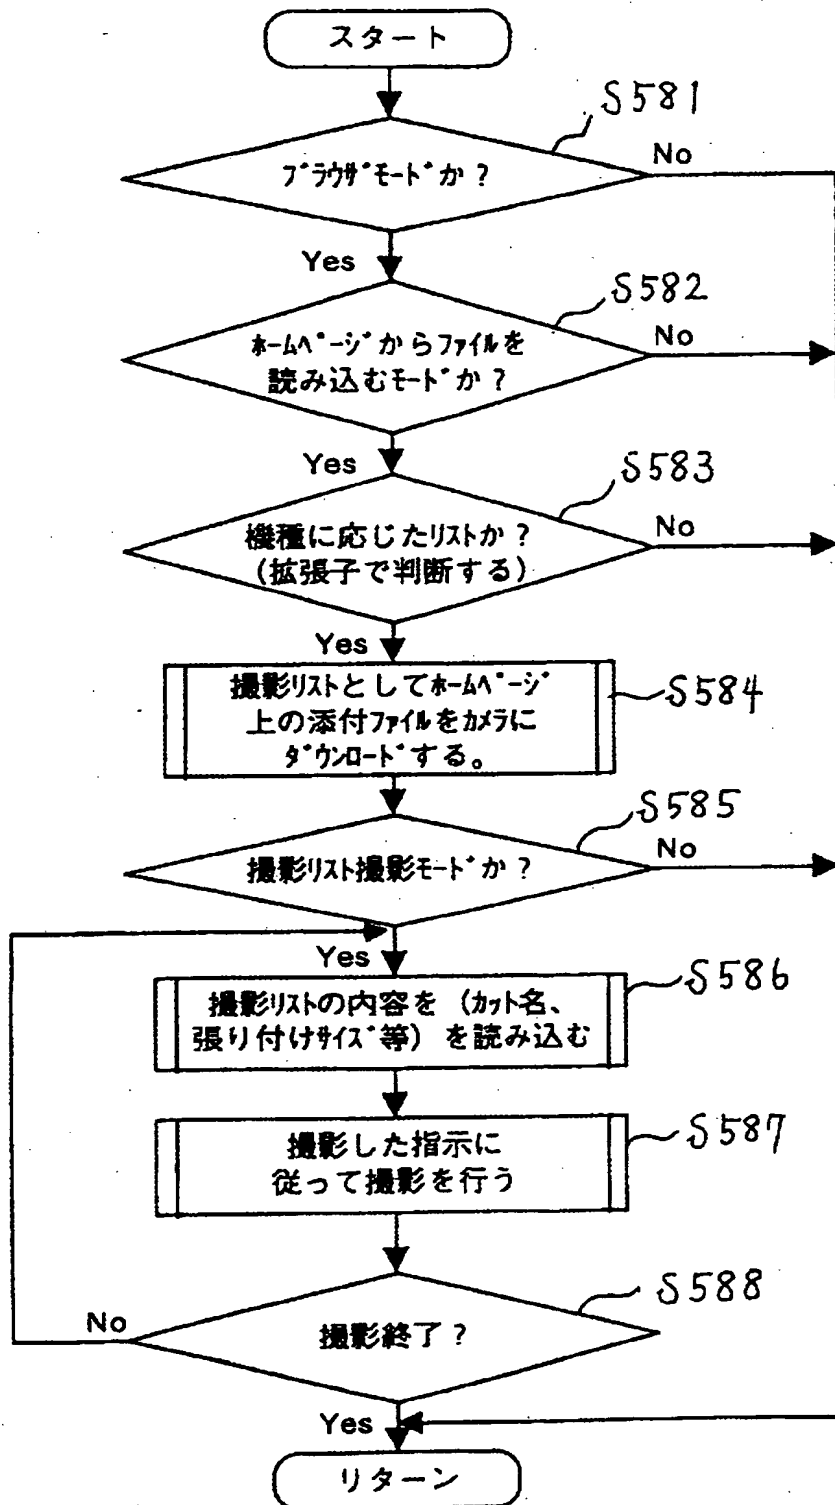 スタート
S581
ブラウザモードか?
No
Yes
S582
ホームページからファイルを
読み込むモードか?
No
Yes
S583
機種に応じたリストか?
(拡張子で判断する)
No
Yes
撮影リストとしてホームページ
上の添付ファイルをカメラに
ダウンロードする。
S584
S585
撮影リスト撮影モードか?
No
Yes
撮影リストの内容を(カット名、
張り付けサイズ等)を読み込む
S586
撮影した指示に
従って撮影を行う
S587
S588
撮影終了?
No
Yes
リターン